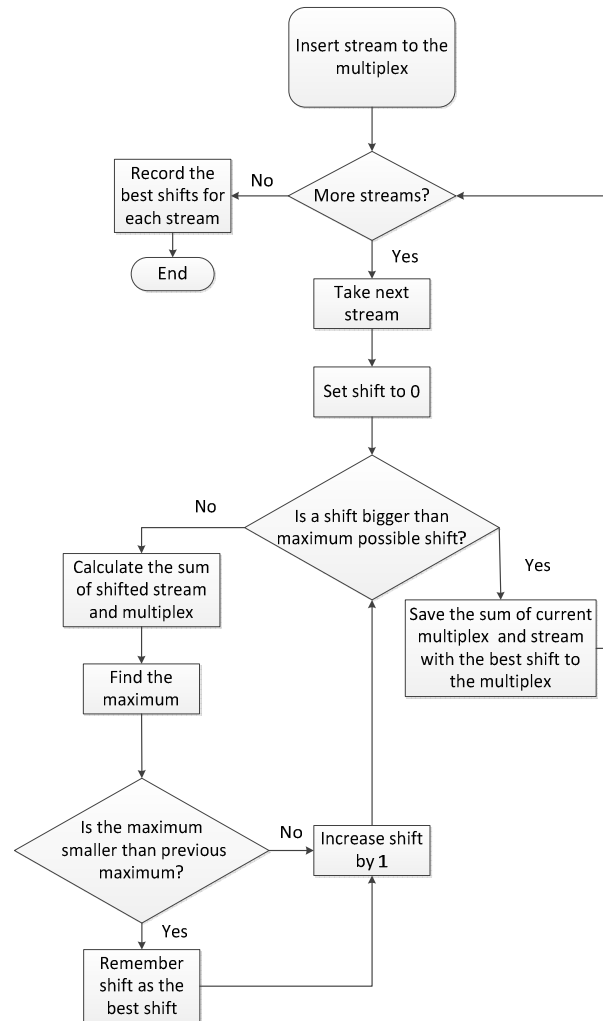 Insert stream to the
multiplex
Record the
best shifts for
each stream
No
More streams?
End
Yes
Take next
stream
Set shift to 0
No
Is a shift bigger than
maximum possible shift?
Yes
Calculate the sum
of shifted stream
and multiplex
Save the sum of current
multiplex and stream
with the best shift to
the multiplex
Find the
maximum
Is the maximum
smaller than previous
maximum?
No
Increase shift
by 1
Yes
Remember
shift as the
best shift